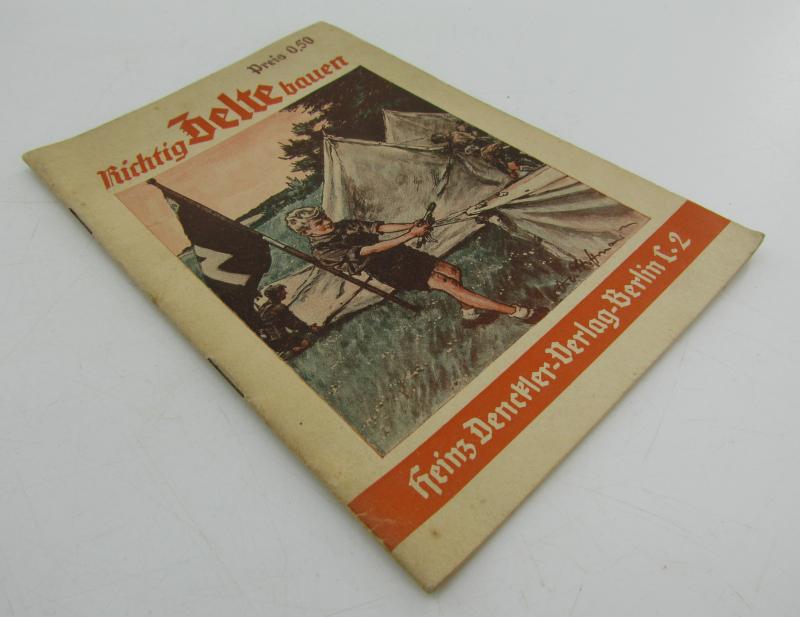 Preis 0,50
Richtig Zelte bauen
Heinz Denckler-Verlag-Berlin C.2